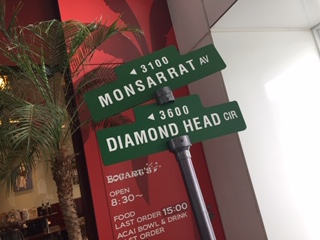 ◀ 3100
MONSARRAT AV
◀ 3600
DIAMOND HEAD CIR
BOGART'S
OPEN
8:30~
FOOD
LAST ORDER 15:00
ACAI BOWL & DRINK
LAST ORDER